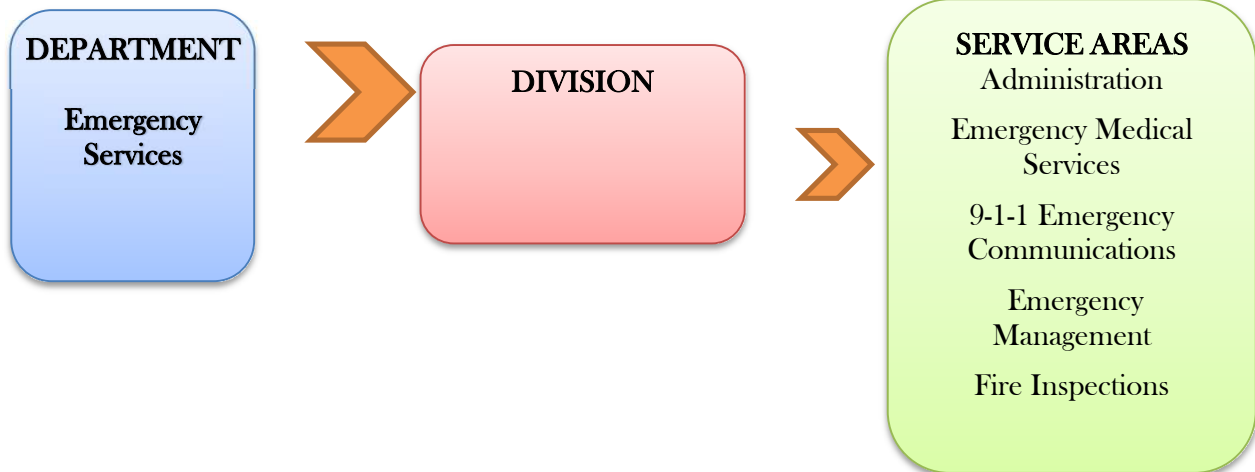 DEPARTMENT
Emergency
Services
DIVISION
SERVICE AREAS
Administration
Emergency Medical
Services
9-1-1 Emergency
Communications
Emergency
Management
Fire Inspections